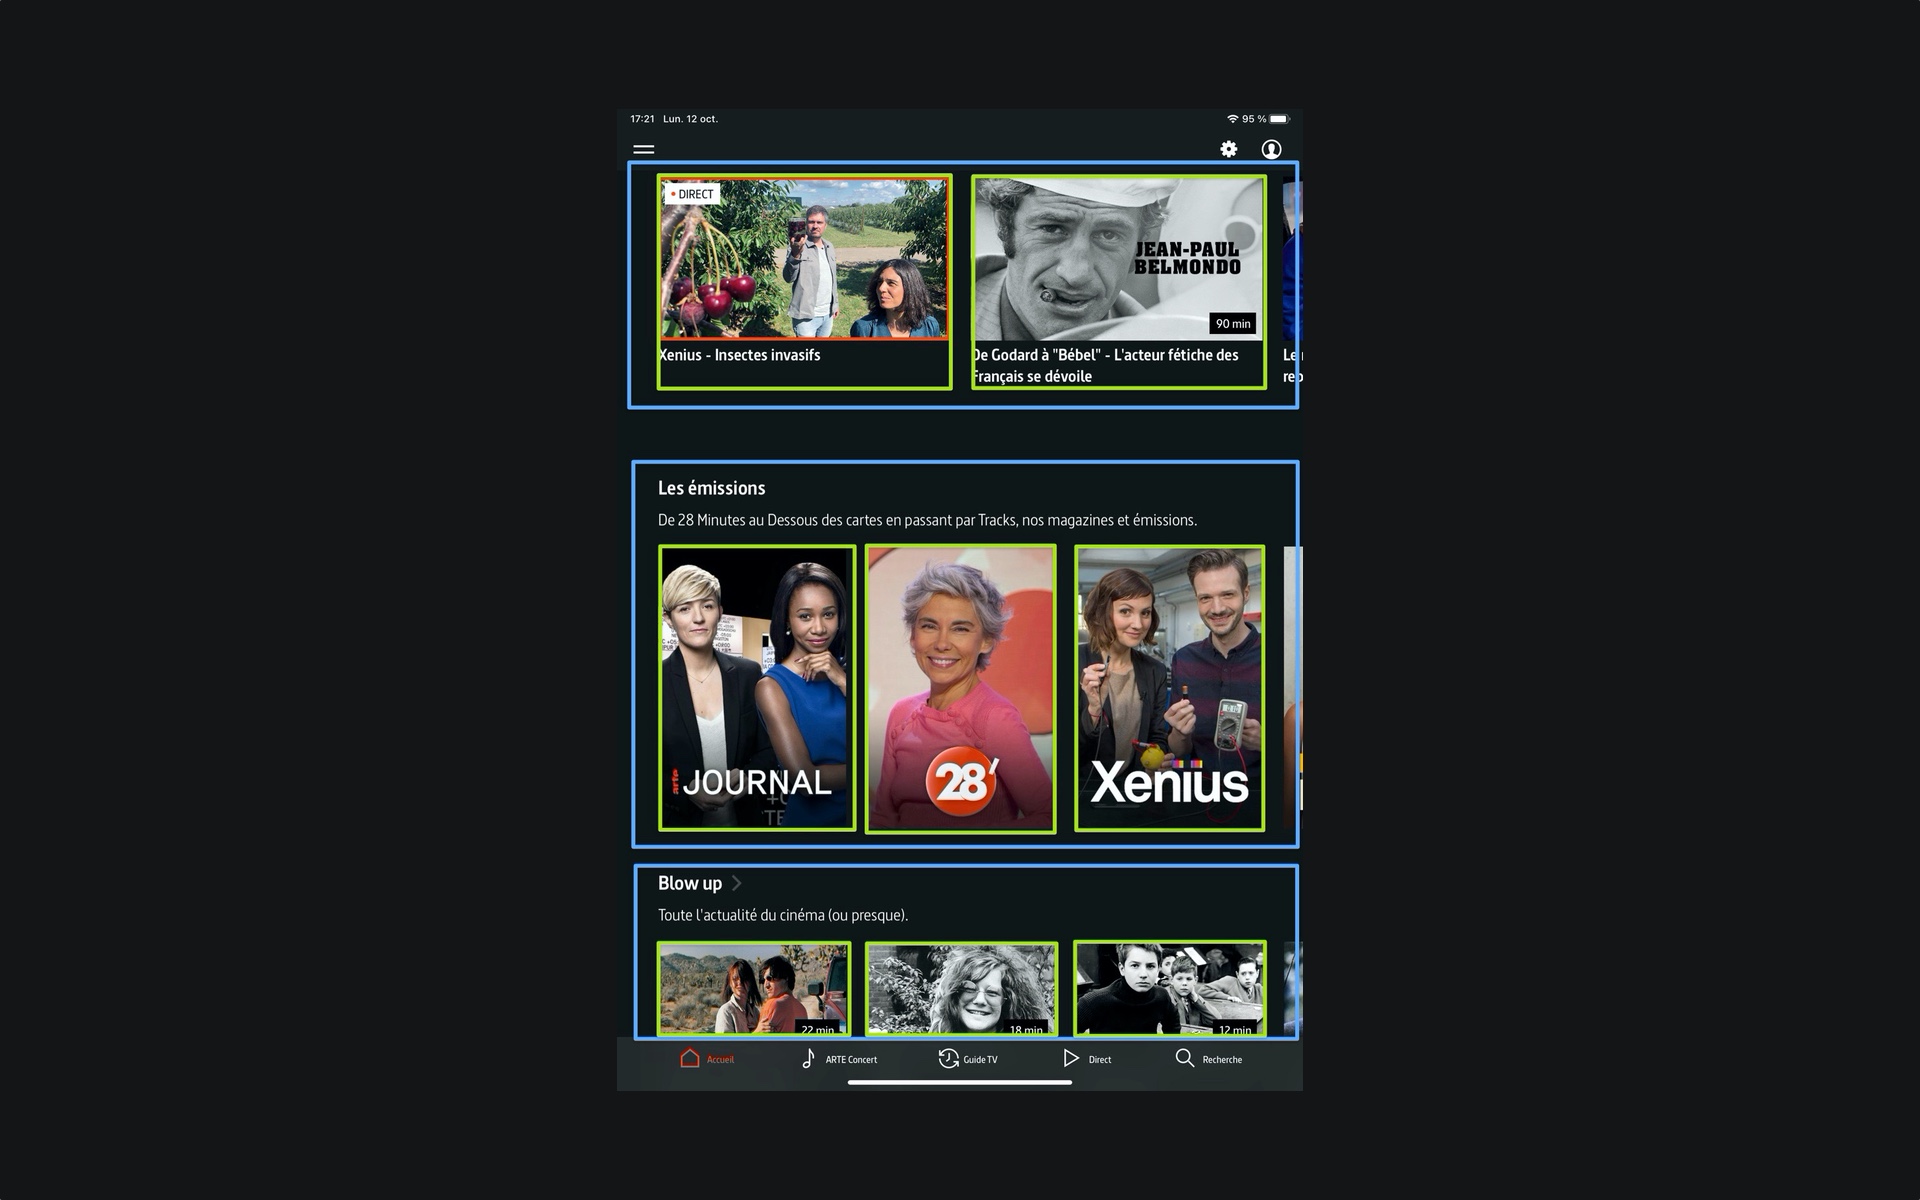 17:21 Lun. 12 oct.
95 %
DIRECT
JEAN-PAUL
BELMONDO
90 min
Xenius - Insectes invasifs
De Godard à "Bébel" - L'acteur fétiche des
Français se dévoile
Le
rep
Les émissions
De 28 Minutes au Dessous des cartes en passant par Tracks, nos magazines et émissions.
arte JOURNAL
28'
Xenius
Blow up
Toute l'actualité du cinéma (ou presque).
22 min
18 min
12 min
Accueil
ARTE Concert
Guide TV
Direct
Recherche